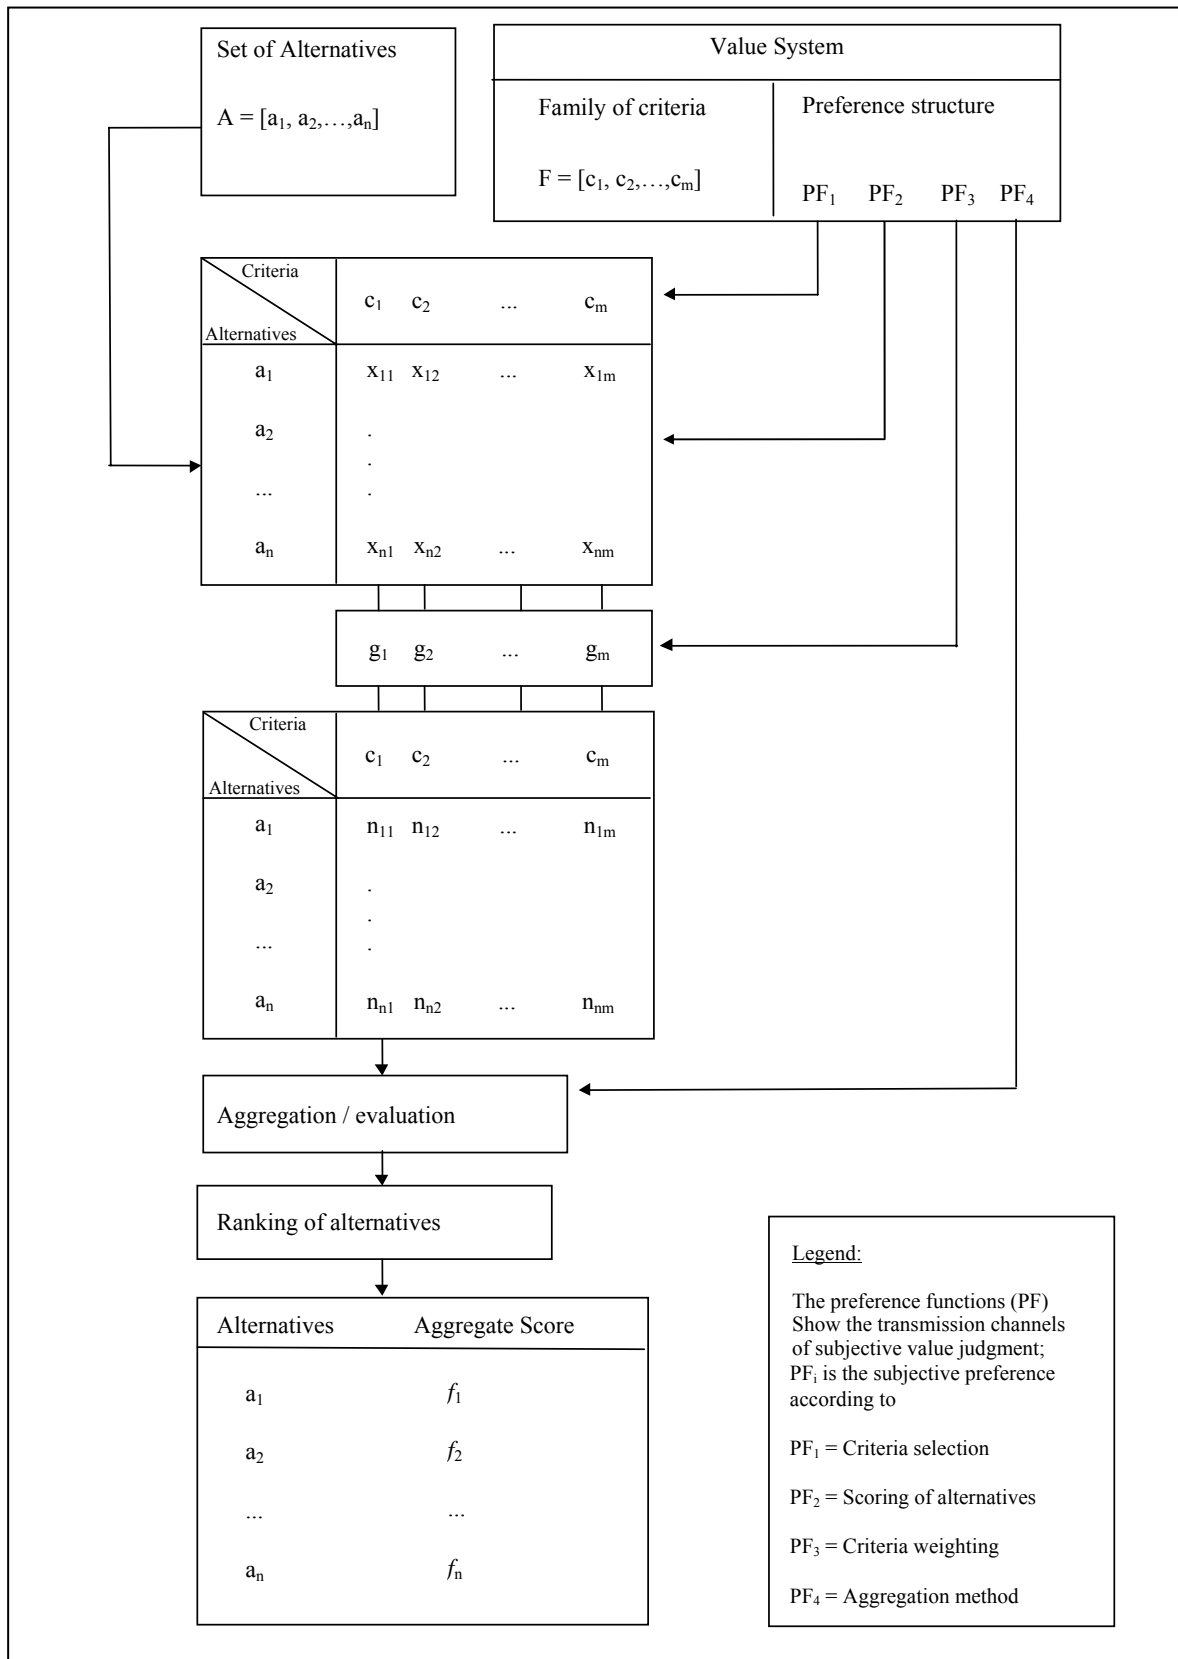 Set of Alternatives
A = [a₁, a₂,…,aₙ]
Value System
Family of criteria
F = [c₁, c₂,…,cₘ]
Preference structure
PF₁ PF₂ PF₃ PF₄
Criteria
Alternatives
c₁ c₂ ... cₘ
a₁ x₁₁ x₁₂ ... x₁ₘ
a₂ .
.
... .
aₙ xₙ₁ xₙ₂ ... xₙₘ
g₁ g₂ ... gₘ
Criteria
Alternatives
c₁ c₂ ... cₘ
a₁ n₁₁ n₁₂ ... n₁ₘ
a₂ .
.
... .
aₙ nₙ₁ nₙ₂ ... nₙₘ
Aggregation / evaluation
Ranking of alternatives
Alternatives Aggregate Score
a₁ f₁
a₂ f₂
... ...
aₙ fₙ
Legend:
The preference functions (PF)
Show the transmission channels
of subjective value judgment;
PFᵢ is the subjective preference
according to
PF₁ = Criteria selection
PF₂ = Scoring of alternatives
PF₃ = Criteria weighting
PF₄ = Aggregation method